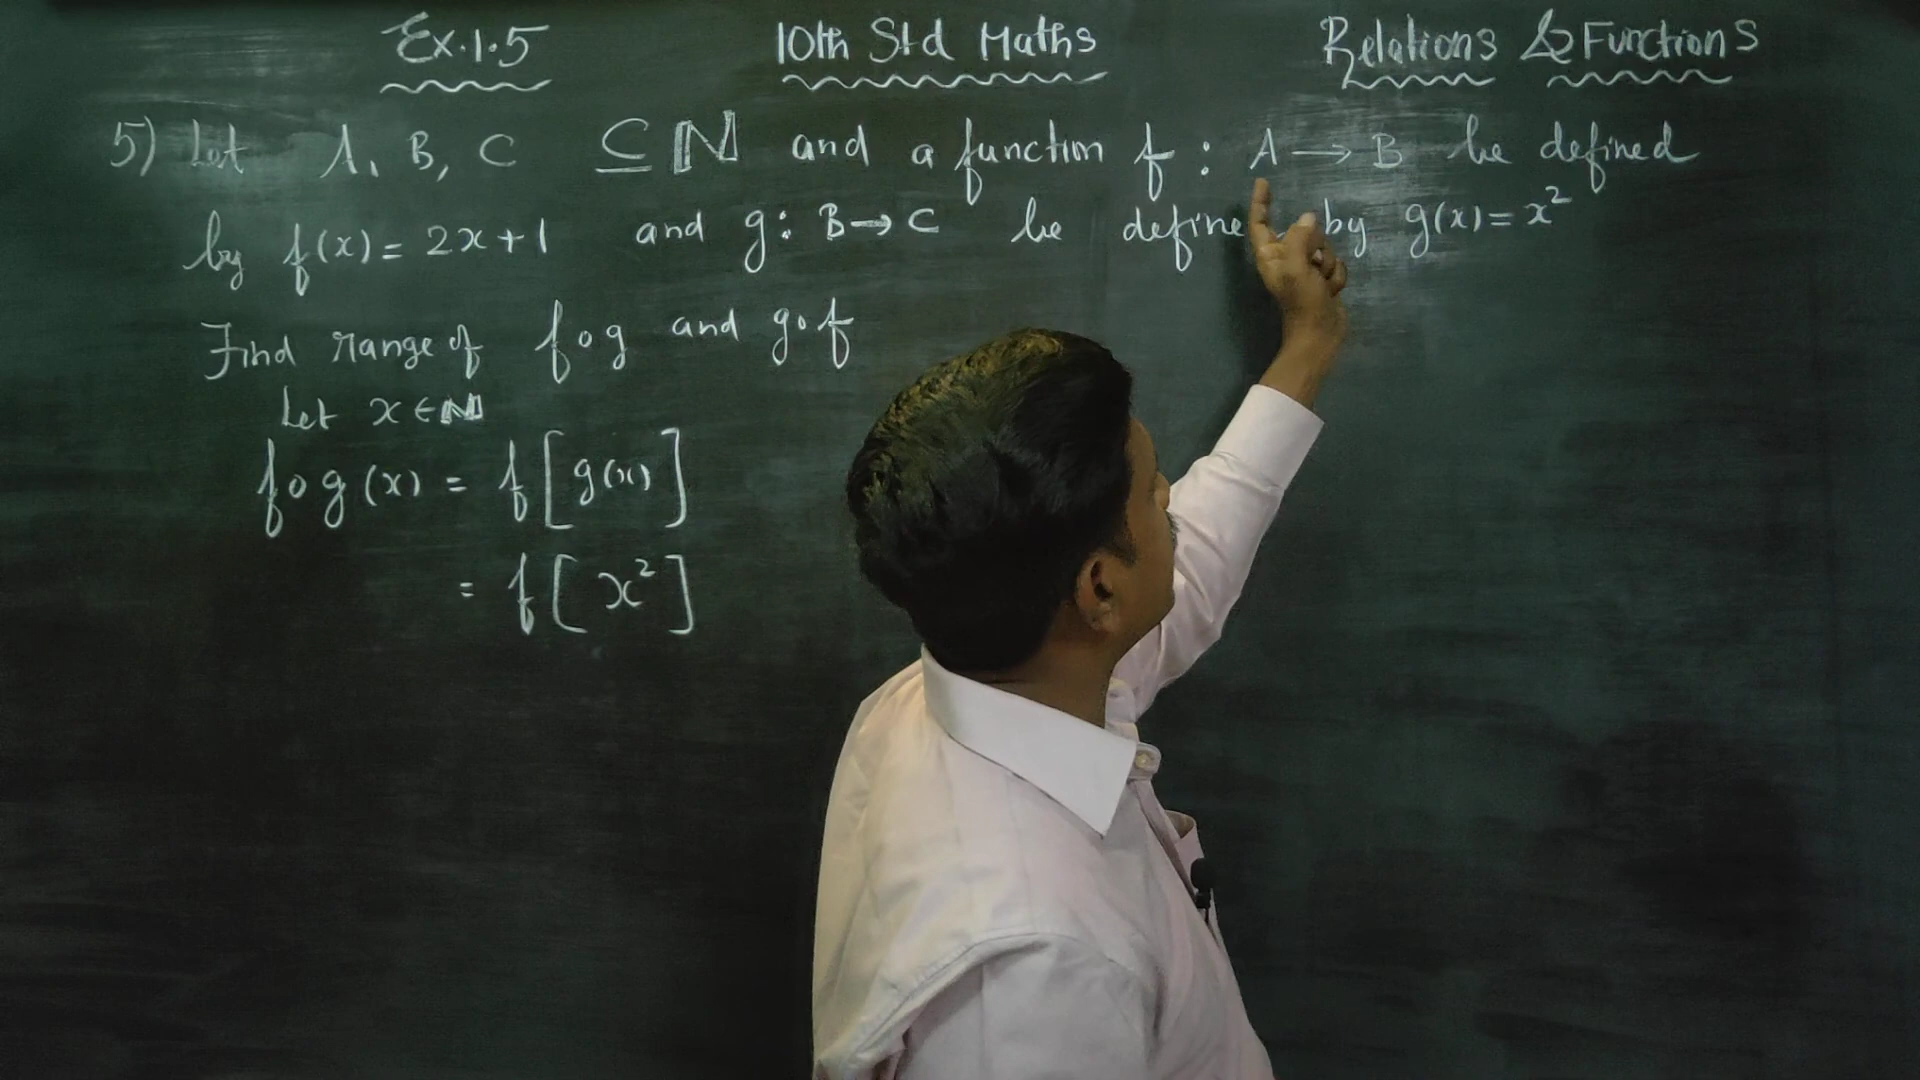 Ex.1.5 10th Std Maths Relations & Functions
5) Let A, B, C ⊆ ℕ and a function f : A → B be defined
by f(x) = 2x+1 and g : B → C be define by g(x) = x²
Find range of fog and gof
Let x ∈ ℕ
fog(x) = f[g(x)]
= f[x²]